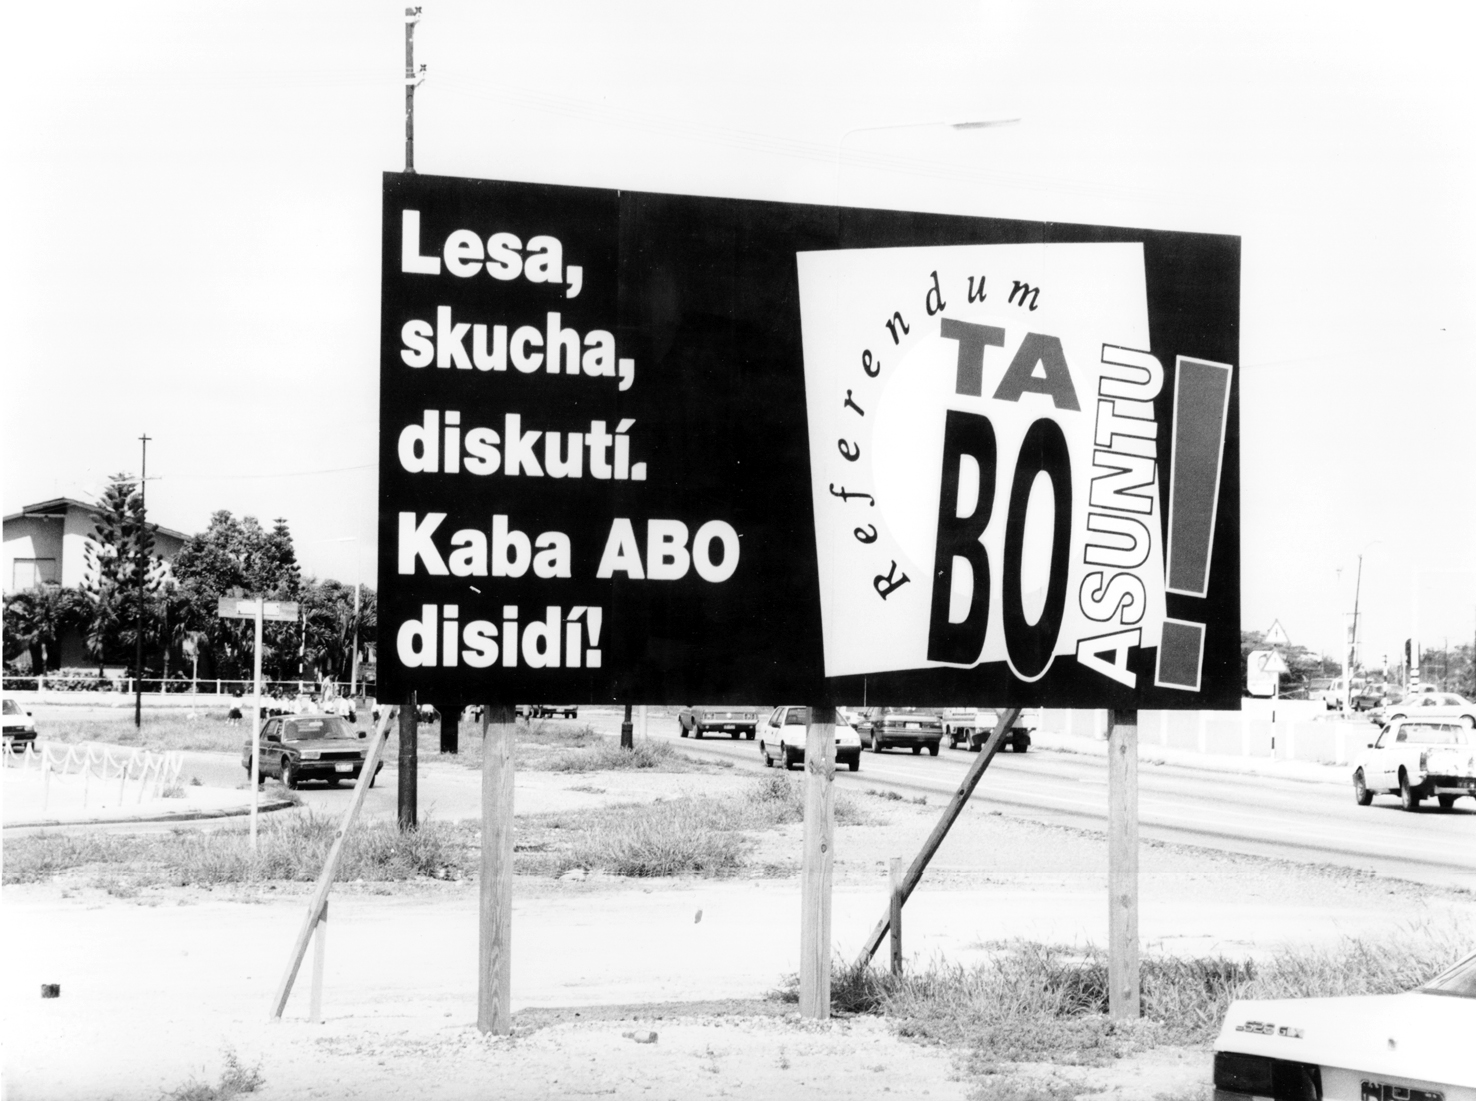 Lesa,
skucha,
diskutí.
Kaba ABO
disidí!
Referendum
TA
BO
ASUNTU!